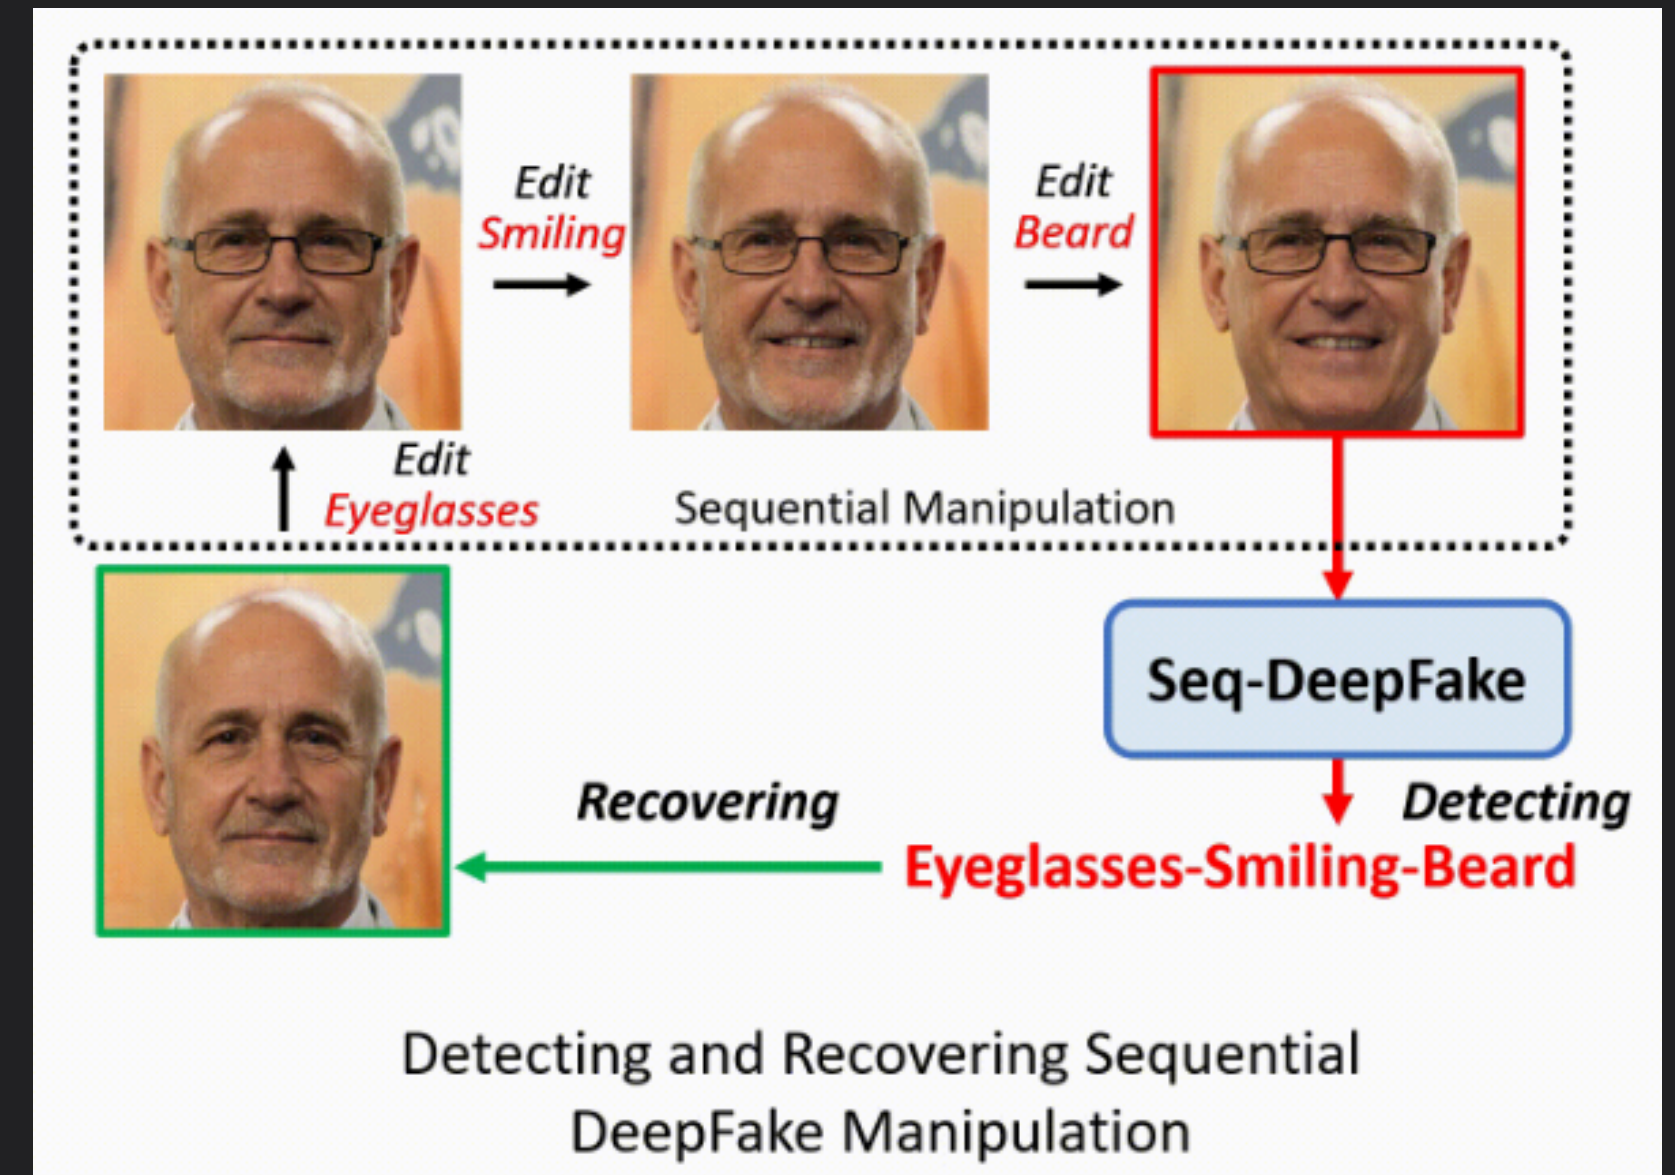 Edit
Smiling
Edit
Beard
Edit
Eyeglasses
Sequential Manipulation
Seq-DeepFake
Recovering
Detecting
Eyeglasses-Smiling-Beard
Detecting and Recovering Sequential
DeepFake Manipulation